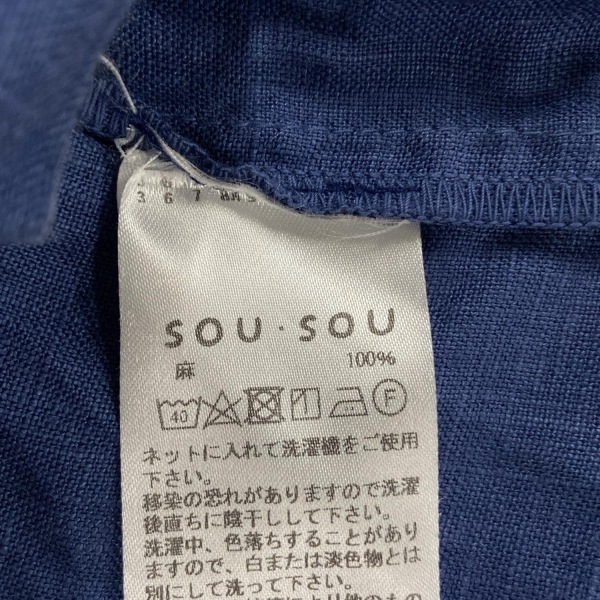 3 6 7
SOU・SOU
麻 100%
40 F
ネットに入れて洗濯機をご使用
下さい。
移染の恐れがありますので洗濯
後直ちに陰干しして下さい。
洗濯中、色落ちすることがあり
ますので、白または淡色物とは
別にして洗って下さい。